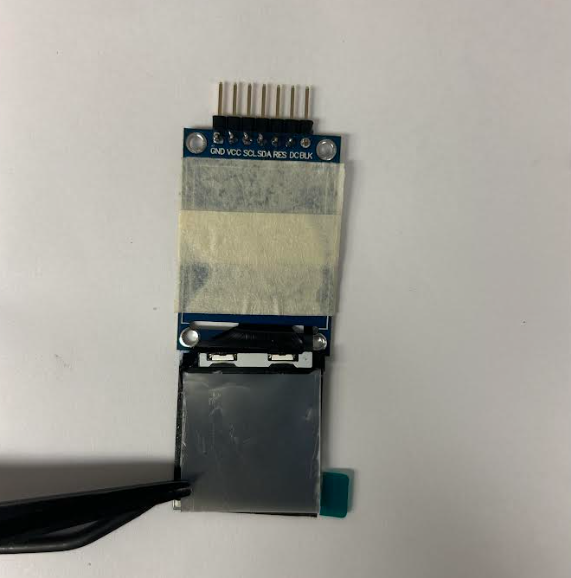 GND VCC SCL SDA RES DC BLK